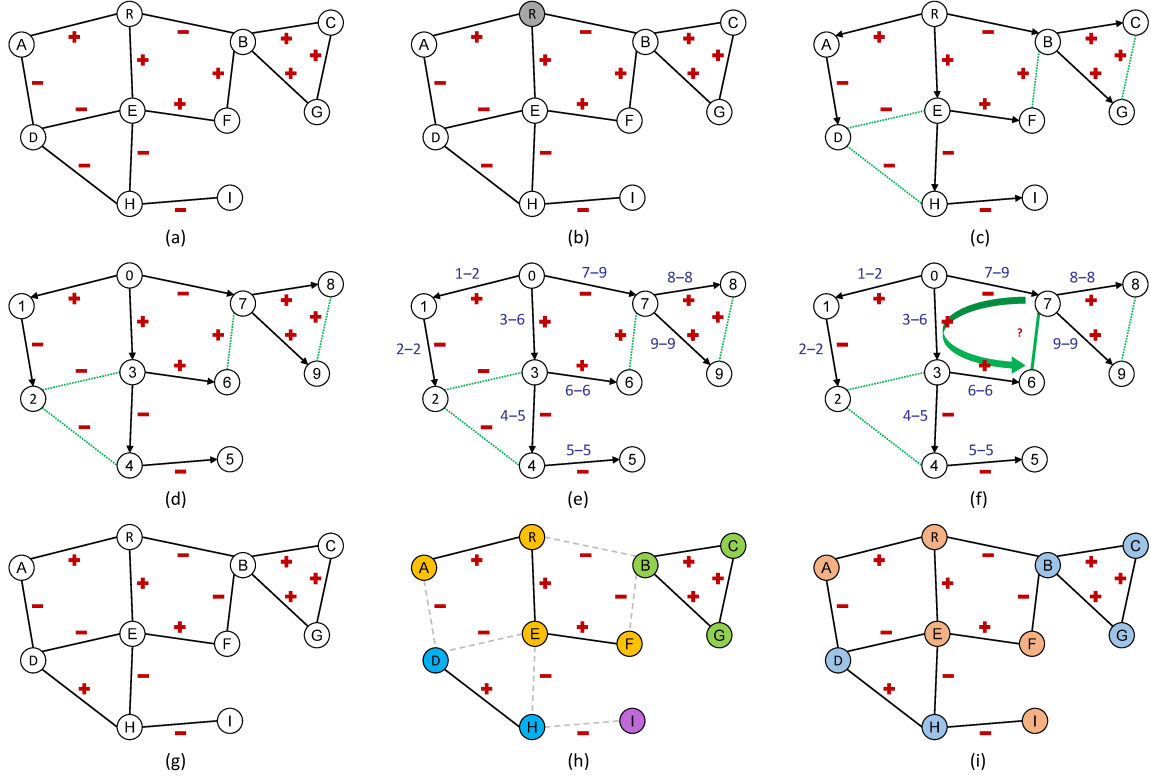 R R R
C C C
A B A B A B
E E E
G G G
F F F
D D D
H I H I H I
(a) (b) (c)
0 1–2 0 7–9 8–8 1–2 0 7–9 8–8
8 8 8
1 7 1 7 1 7
3–6 3–6 ?
2–2 9–9 2–2 9–9
3 3 3
9 9 9
6 6 6
6–6 6–6
2 2 2
4–5 4–5
5–5 5–5
4 5 4 5 4 5
(d) (e) (f)
R R R
C C C
A B A B A B
E E E
G G G
F F F
D D D
H I H I H I
(g) (h) (i)